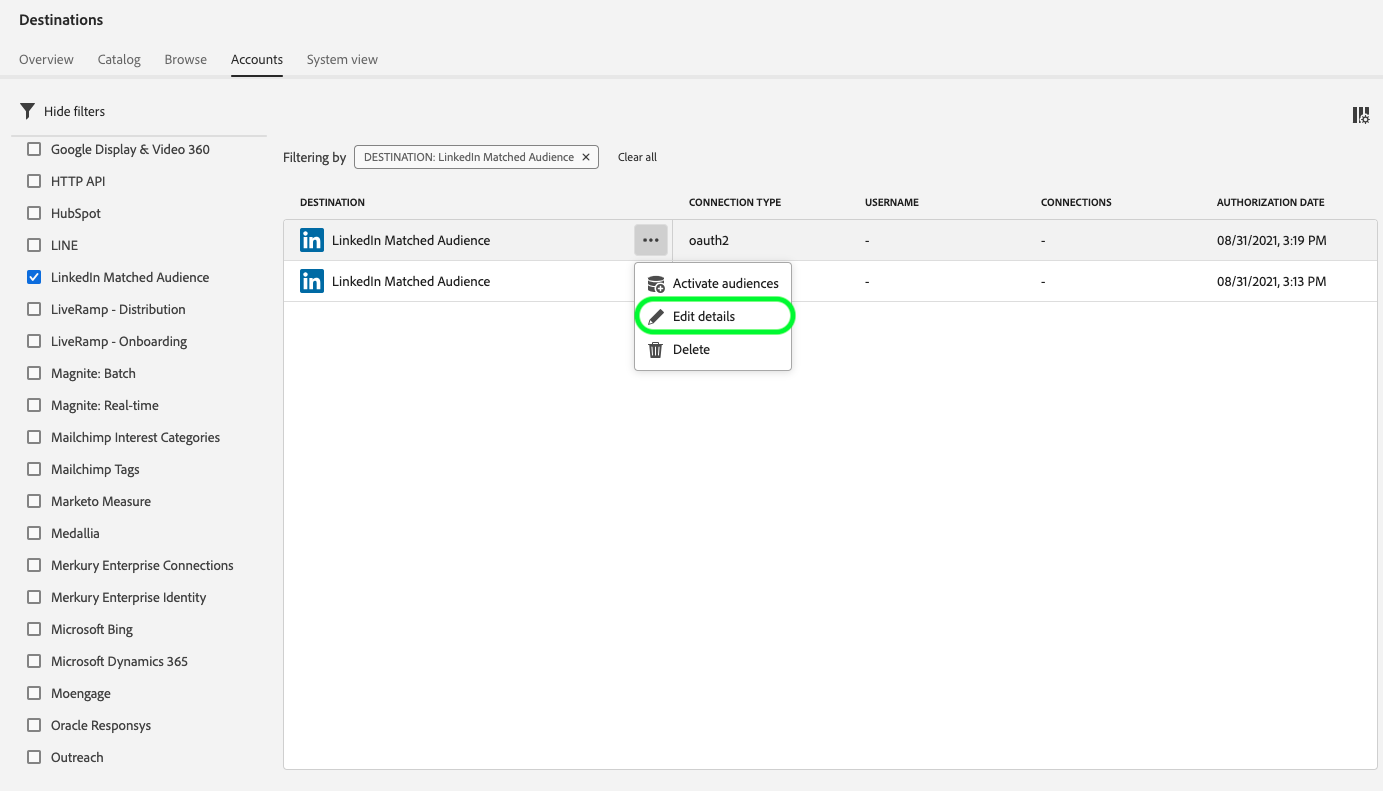 Destinations
Overview Catalog Browse Accounts System view
Hide filters
Google Display & Video 360
HTTP API
HubSpot
LINE
LinkedIn Matched Audience
LiveRamp - Distribution
LiveRamp - Onboarding
Magnite: Batch
Magnite: Real-time
Mailchimp Interest Categories
Mailchimp Tags
Marketo Measure
Medallia
Merkury Enterprise Connections
Merkury Enterprise Identity
Microsoft Bing
Microsoft Dynamics 365
Moengage
Oracle Responsys
Outreach
Filtering by DESTINATION: LinkedIn Matched Audience × Clear all
DESTINATION CONNECTION TYPE USERNAME CONNECTIONS AUTHORIZATION DATE
in LinkedIn Matched Audience ••• oauth2 - - 08/31/2021, 3:19 PM
in LinkedIn Matched Audience - - 08/31/2021, 3:13 PM
Activate audiences
Edit details
Delete